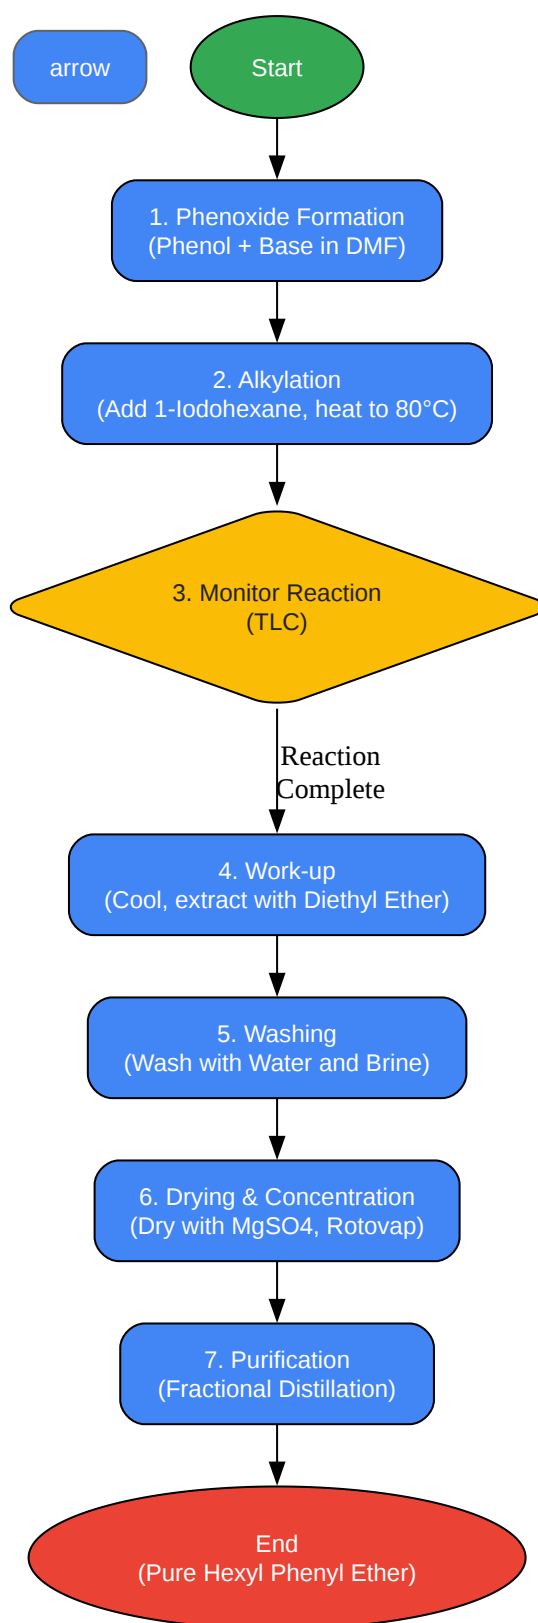 arrow
Start
1. Phenoxide Formation
(Phenol + Base in DMF)
2. Alkylation
(Add 1-Iodohexane, heat to 80°C)
3. Monitor Reaction
(TLC)
Reaction
Complete
4. Work-up
(Cool, extract with Diethyl Ether)
5. Washing
(Wash with Water and Brine)
6. Drying & Concentration
(Dry with MgSO4, Rotovap)
7. Purification
(Fractional Distillation)
End
(Pure Hexyl Phenyl Ether)